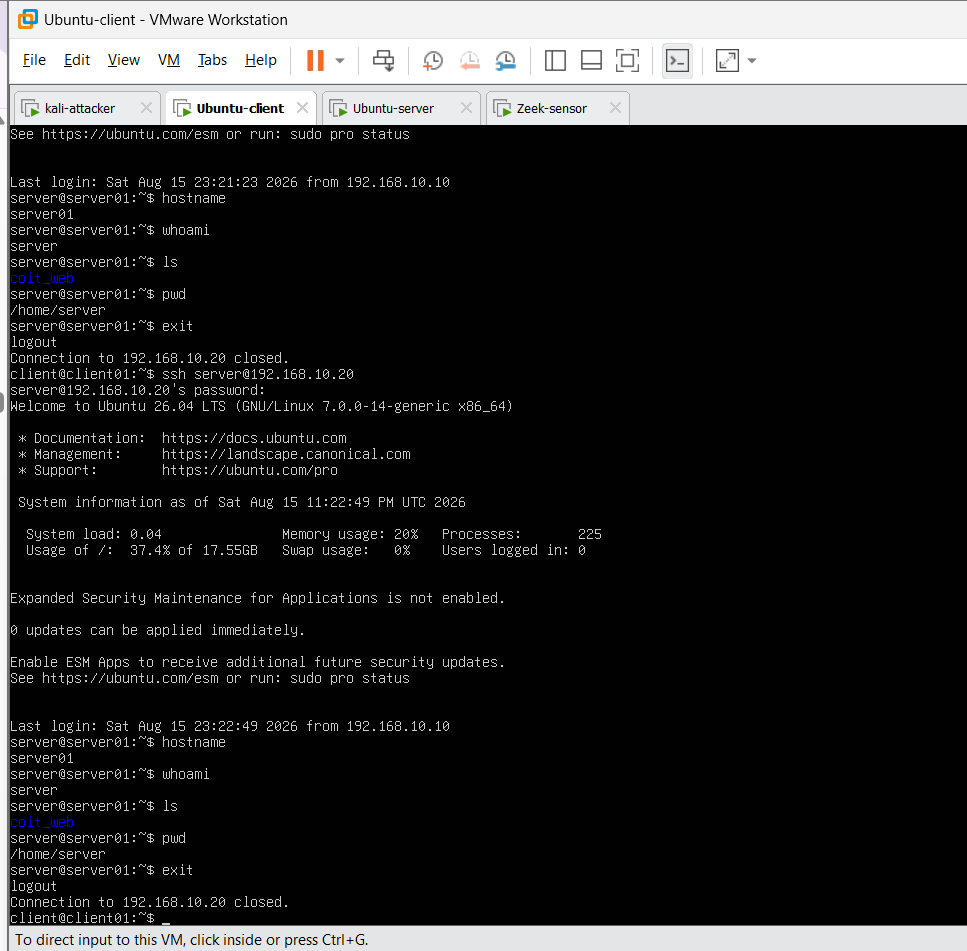 Ubuntu-client - VMware Workstation
File Edit View VM Tabs Help
kali-attacker Ubuntu-client Ubuntu-server Zeek-sensor
See https://ubuntu.com/esm or run: sudo pro status
Last login: Sat Aug 15 23:21:23 2026 from 192.168.10.10
server@server01:~$ hostname
server01
server@server01:~$ whoami
server
server@server01:~$ ls
coit_web
server@server01:~$ pwd
/home/server
server@server01:~$ exit
logout
Connection to 192.168.10.20 closed.
client@client01:~$ ssh server@192.168.10.20
server@192.168.10.20's password:
Welcome to Ubuntu 26.04 LTS (GNU/Linux 7.0.0-14-generic x86_64)
* Documentation: https://docs.ubuntu.com
* Management: https://landscape.canonical.com
* Support: https://ubuntu.com/pro
System information as of Sat Aug 15 11:22:49 PM UTC 2026
System load: 0.04 Memory usage: 20% Processes: 225
Usage of /: 37.4% of 17.55GB Swap usage: 0% Users logged in: 0
Expanded Security Maintenance for Applications is not enabled.
0 updates can be applied immediately.
Enable ESM Apps to receive additional future security updates.
See https://ubuntu.com/esm or run: sudo pro status
Last login: Sat Aug 15 23:22:49 2026 from 192.168.10.10
server@server01:~$ hostname
server01
server@server01:~$ whoami
server
server@server01:~$ ls
coit_web
server@server01:~$ pwd
/home/server
server@server01:~$ exit
logout
Connection to 192.168.10.20 closed.
client@client01:~$ _
To direct input to this VM, click inside or press Ctrl+G.